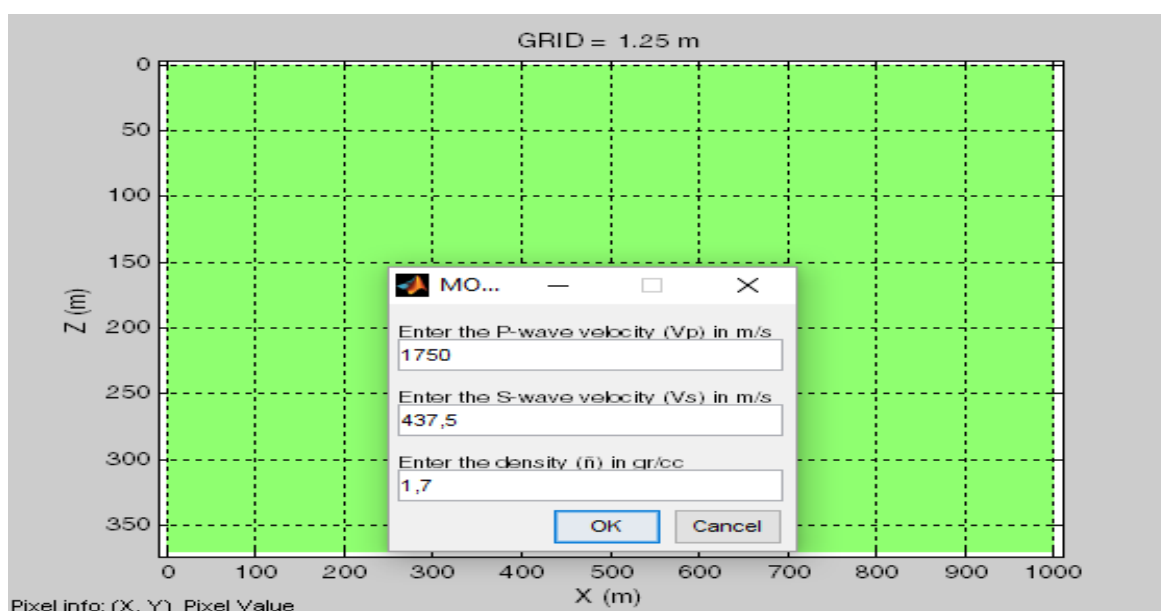 GRID = 1.25 m
0
50
100
150
200
250
300
350
Z (m)
MO...
Enter the P-wave velocity (Vp) in m/s
1750
Enter the S-wave velocity (Vs) in m/s
437,5
Enter the density (ñ) in gr/cc
1,7
OK Cancel
0 100 200 300 400 500 600 700 800 900 1000
X (m)
Pixel info: (X, Y) Pixel Value